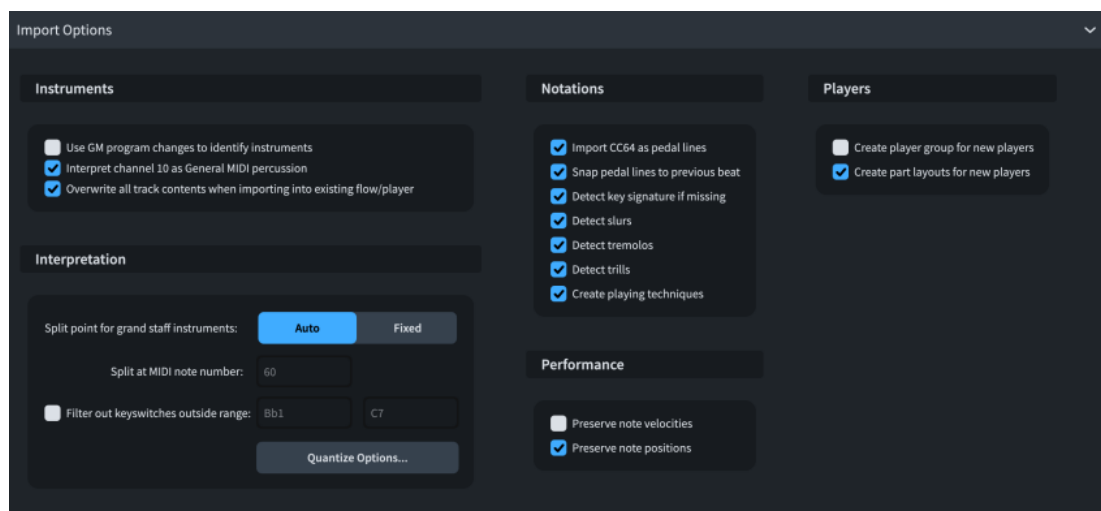 Import Options
Instruments
Use GM program changes to identify instruments
Interpret channel 10 as General MIDI percussion
Overwrite all track contents when importing into existing flow/player
Interpretation
Split point for grand staff instruments: Auto Fixed
Split at MIDI note number: 60
Filter out keyswitches outside range: Bb1 C7
Quantize Options...
Notations
Import CC64 as pedal lines
Snap pedal lines to previous beat
Detect key signature if missing
Detect slurs
Detect tremolos
Detect trills
Create playing techniques
Performance
Preserve note velocities
Preserve note positions
Players
Create player group for new players
Create part layouts for new players